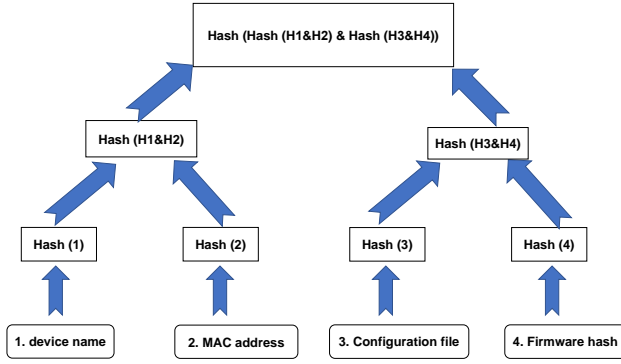 Hash (Hash (H1&H2) & Hash (H3&H4))
Hash (H1&H2)
Hash (H3&H4)
Hash (1)
Hash (2)
Hash (3)
Hash (4)
1. device name
2. MAC address
3. Configuration file
4. Firmware hash